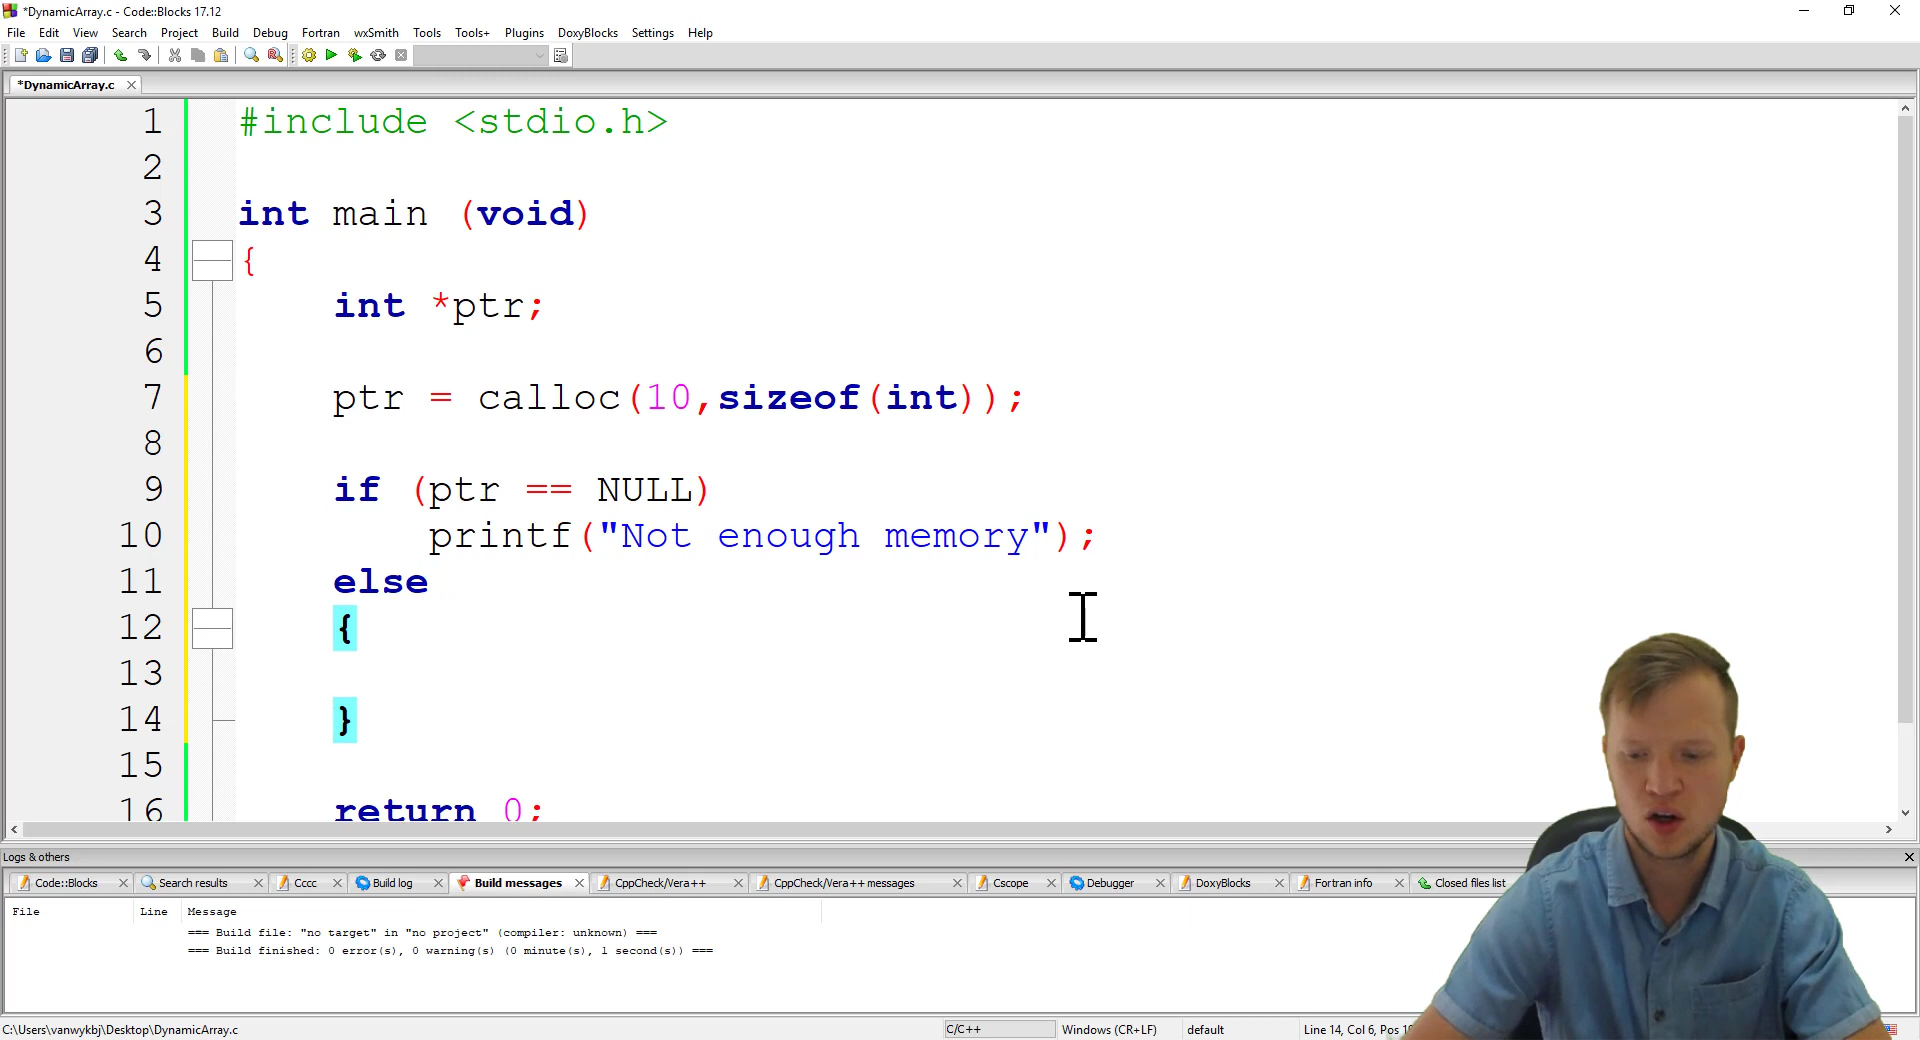 *DynamicArray.c - Code::Blocks 17.12
File Edit View Search Project Build Debug Fortran wxSmith Tools Tools+ Plugins DoxyBlocks Settings Help
*DynamicArray.c
1 #include <stdio.h>
2
3 int main (void)
4 {
5 int *ptr;
6
7 ptr = calloc(10,sizeof(int));
8
9 if (ptr == NULL)
10 printf("Not enough memory");
11 else
12 {
13
14 }
15
16 return 0;
Logs & others
Code::Blocks Search results Cccc Build log Build messages CppCheck/Vera++ CppCheck/Vera++ messages Cscope Debugger DoxyBlocks Fortran info Closed files list
File Line Message
=== Build file: "no target" in "no project" (compiler: unknown) ===
=== Build finished: 0 error(s), 0 warning(s) (0 minute(s), 1 second(s)) ===
C:\Users\vanwykbj\Desktop\DynamicArray.c C/C++ Windows (CR+LF) default Line 14, Col 6, Pos